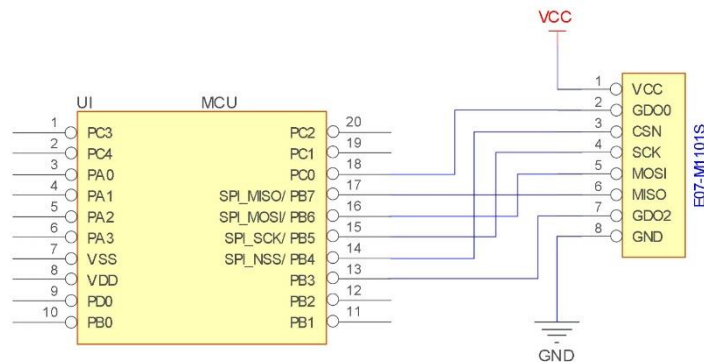 VCC
UI MCU
1 PC3 PC2 20
2 PC4 PC1 19
3 PA0 PC0 18
4 PA1 SPI_MISO/ PB7 17
5 PA2 SPI_MOSI/ PB6 16
6 PA3 SPI_SCK/ PB5 15
7 VSS SPI_NSS/ PB4 14
8 VDD PB3 13
9 PD0 PB2 12
10 PB0 PB1 11
1 VCC
2 GDO0
3 CSN
4 SCK
5 MOSI
6 MISO
7 GDO2
8 GND
E07-M1101S
GND